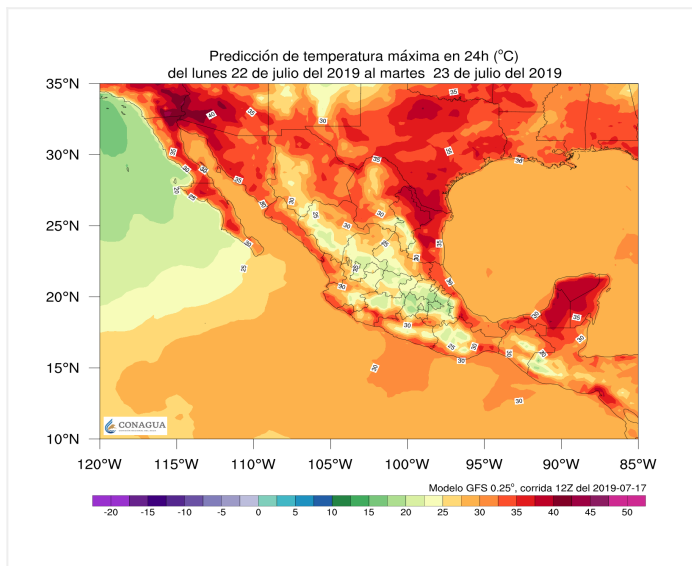 Predicción de temperatura máxima en 24h (°C)
del lunes 22 de julio del 2019 al martes  23 de julio del 2019
35°N
30°N
25°N
20°N
15°N
10°N
CONAGUA
120°W 115°W 110°W 105°W 100°W 95°W 90°W 85°W
Modelo GFS 0.25°, corrida 12Z del 2019-07-17
-20 -15 -10 -5 0 5 10 15 20 25 30 35 40 45 50